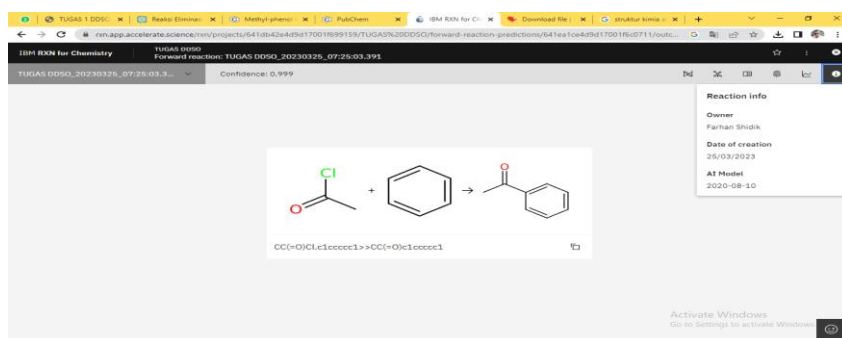 TUGAS 1 DDSO
Reaksi Eliminas
Methyl-phenol
PubChem
IBM RXN for Ch
Download file
struktur kimia
rxn.app.accelerate.science/rxn/projects/641db42e4d9d17001f699159/TUGAS%20DDSO/forward-reaction-predictions/641ea1ce4d9d17001f6c0711/outc...
IBM RXN for Chemistry
TUGAS DDSO
Forward reaction: TUGAS DDSO_20230325_07:25:03.391
TUGAS DDSO_20230325_07:25:03.3...
Confidence: 0.999
Reaction info
Owner
Farhan Shidik
Date of creation
25/03/2023
AI Model
2020-08-10
Cl
O
+
O
CC(=O)Cl.c1ccccc1>>CC(=O)c1ccccc1
Activate Windows
Go to Settings to activate Windows.